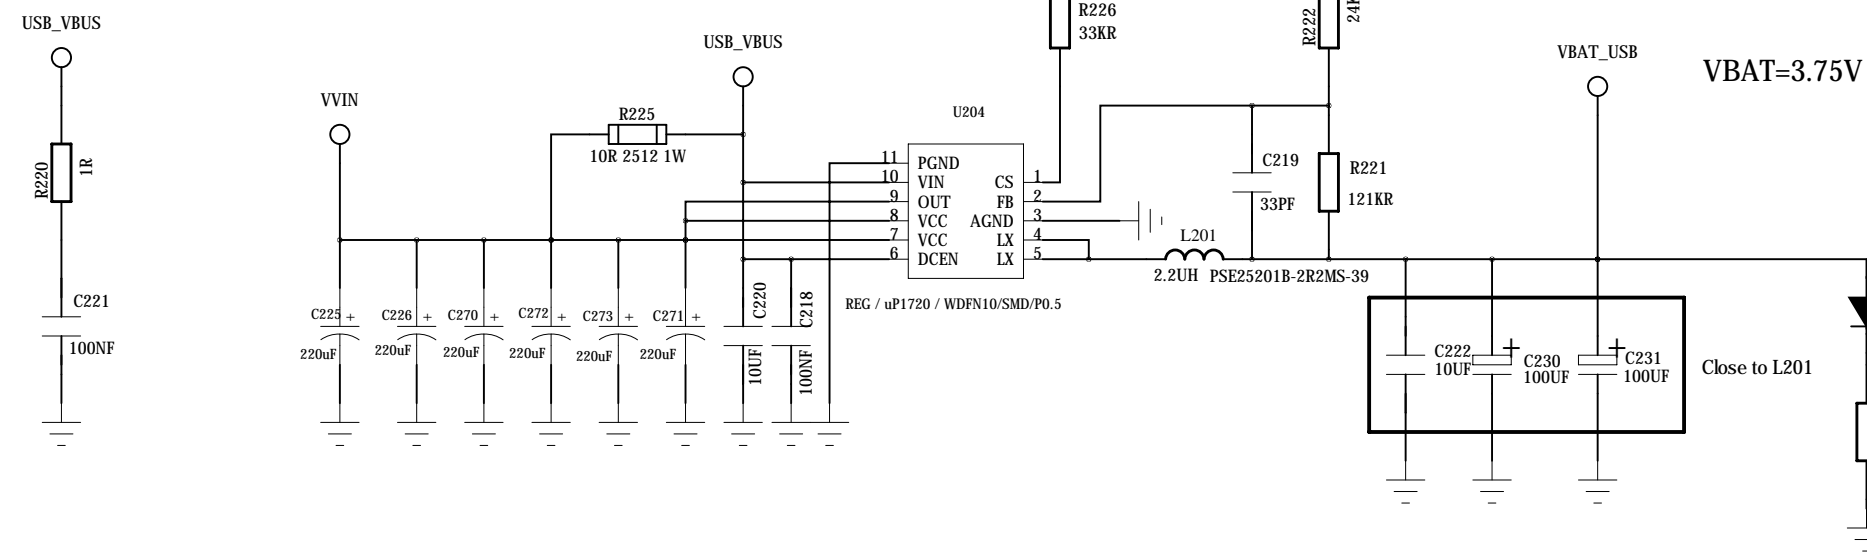 USB_VBUS
R220
1R
C221
100NF
VVIN
USB_VBUS
R225
10R 2512 1W
R226
33KR
R222
U204
11 PGND
10 VIN
9 OUT
8 VCC
7 VCC
6 DCEN
CS 1
FB 2
AGND 3
LX 4
LX 5
REG / uP1720 / WDFN10/SMD/P0.5
C219
33PF
R221
121KR
L201
2.2UH PSE25201B-2R2MS-39
VBAT_USB
VBAT=3.75V
C225 +
220uF
C226 +
220uF
C270 +
220uF
C272 +
220uF
C273 +
220uF
C271 +
220uF
C220
10UF
C218
100NF
C222
10UF
+
C230
100UF
+
C231
100UF
Close to L201